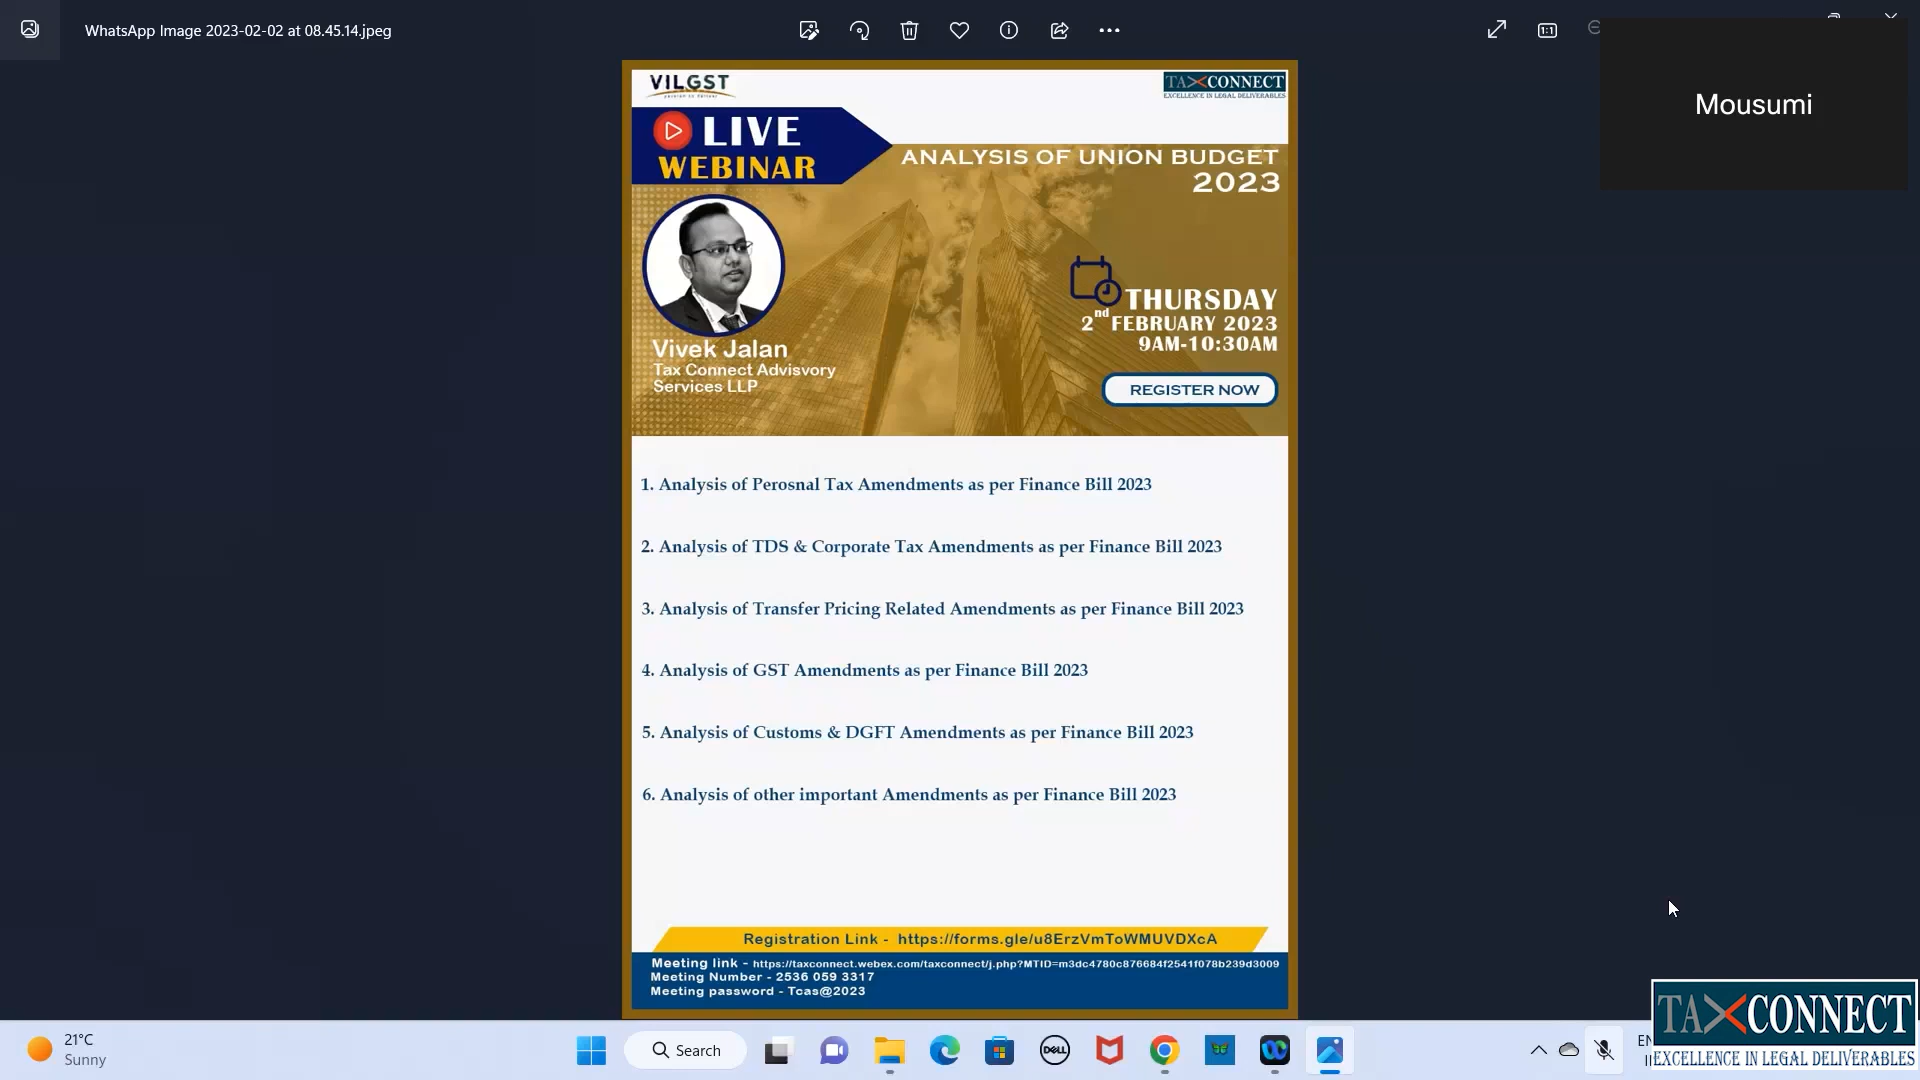 WhatsApp Image 2023-02-02 at 08.45.14.jpeg
Mousumi
VILGST
TAXCONNECT
EXCELLENCE IN LEGAL DELIVERABLES
LIVE
WEBINAR
ANALYSIS OF UNION BUDGET
2023
THURSDAY
2nd FEBRUARY 2023
9AM-10:30AM
Vivek Jalan
Tax Connect Advisvory
Services LLP
REGISTER NOW
1. Analysis of Perosnal Tax Amendments as per Finance Bill 2023
2. Analysis of TDS & Corporate Tax Amendments as per Finance Bill 2023
3. Analysis of Transfer Pricing Related Amendments as per Finance Bill 2023
4. Analysis of GST Amendments as per Finance Bill 2023
5. Analysis of Customs & DGFT Amendments as per Finance Bill 2023
6. Analysis of other important Amendments as per Finance Bill 2023
Registration Link - https://forms.gle/u8ErzVmToWMUVDXcA
Meeting link - https://taxconnect.webex.com/taxconnect/j.php?MTID=m3dc4780c876684f2541f078b239d3009
Meeting Number - 2536 059 3317
Meeting password - Tcas@2023
21°C
Sunny
Search
DELL
TAXCONNECT
EXCELLENCE IN LEGAL DELIVERABLES